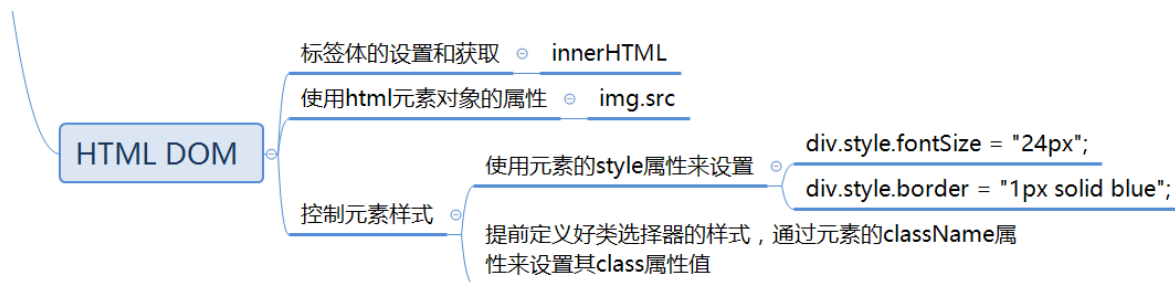 标签体的设置和获取
innerHTML
使用html元素对象的属性
img.src
HTML DOM
使用元素的style属性来设置
div.style.fontSize = "24px";
div.style.border = "1px solid blue";
控制元素样式
提前定义好类选择器的样式，通过元素的className属
性来设置其class属性值